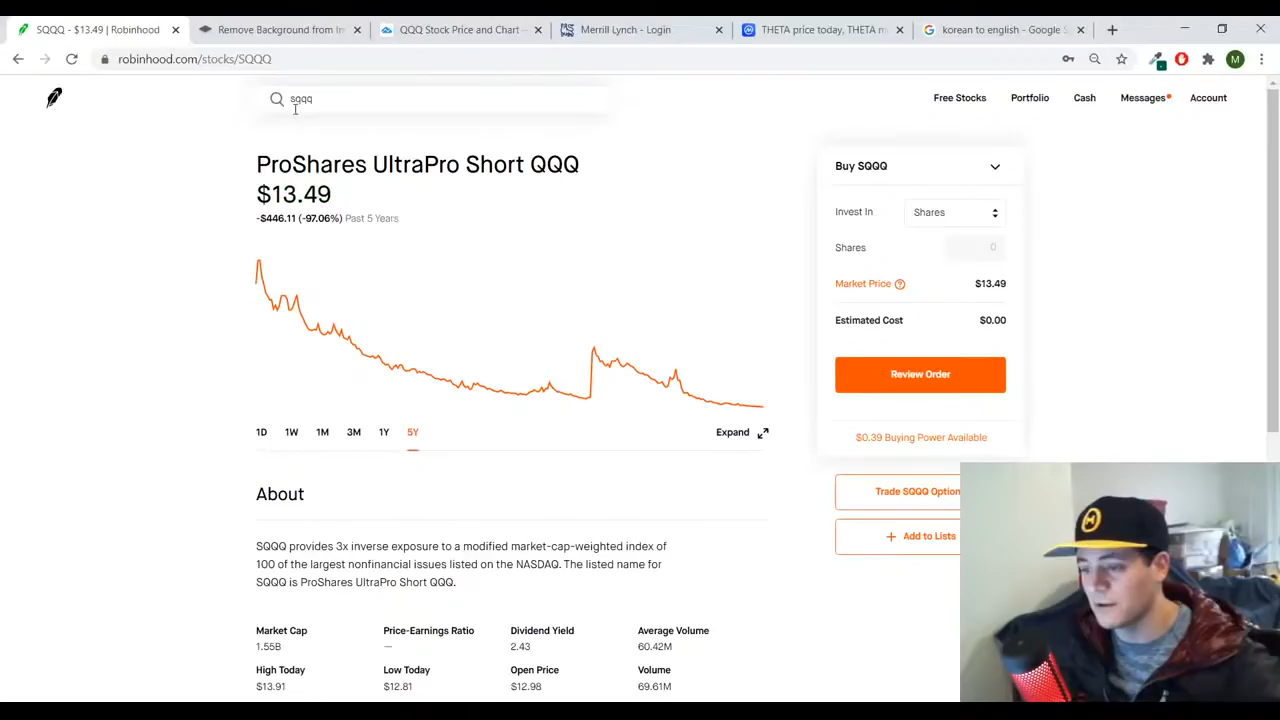 SQQQ - $13.49 | Robinhood
Remove Background from Im
QQQ Stock Price and Chart —
Merrill Lynch - Login
THETA price today, THETA m
korean to english - Google S
robinhood.com/stocks/SQQQ
M
sqqq
Free Stocks
Portfolio
Cash
Messages
Account
ProShares UltraPro Short QQQ
$13.49
-$446.11 (-97.06%) Past 5 Years
Buy SQQQ
Invest In
Shares
Shares
0
Market Price
$13.49
Estimated Cost
$0.00
Review Order
1D
1W
1M
3M
1Y
5Y
Expand
$0.39 Buying Power Available
Trade SQQQ Option
Add to Lists
About
SQQQ provides 3x inverse exposure to a modified market-cap-weighted index of
100 of the largest nonfinancial issues listed on the NASDAQ. The listed name for
SQQQ is ProShares UltraPro Short QQQ.
Market Cap
Price-Earnings Ratio
Dividend Yield
Average Volume
1.55B
—
2.43
60.42M
High Today
Low Today
Open Price
Volume
$13.91
$12.81
$12.98
69.61M